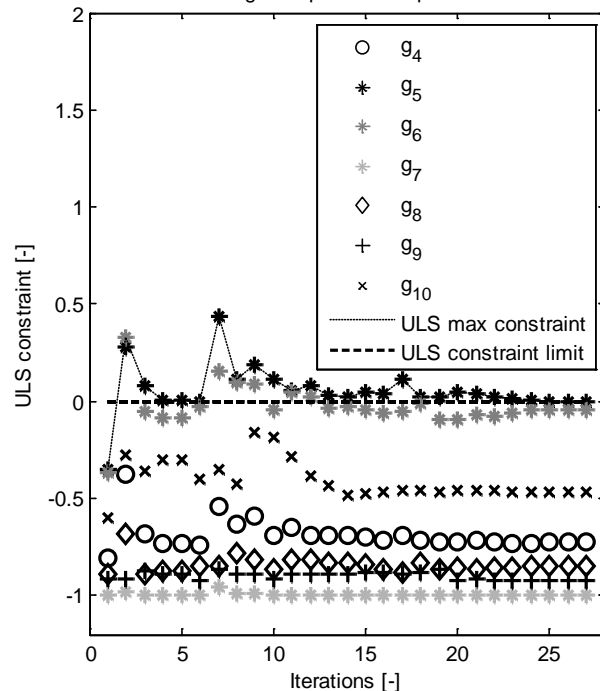 2
1.5
1
0.5
0
-0.5
-1
ULS constraint [-]
g4
g5
g6
g7
g8
g9
g10
ULS max constraint
ULS constraint limit
0 5 10 15 20 25
Iterations [-]